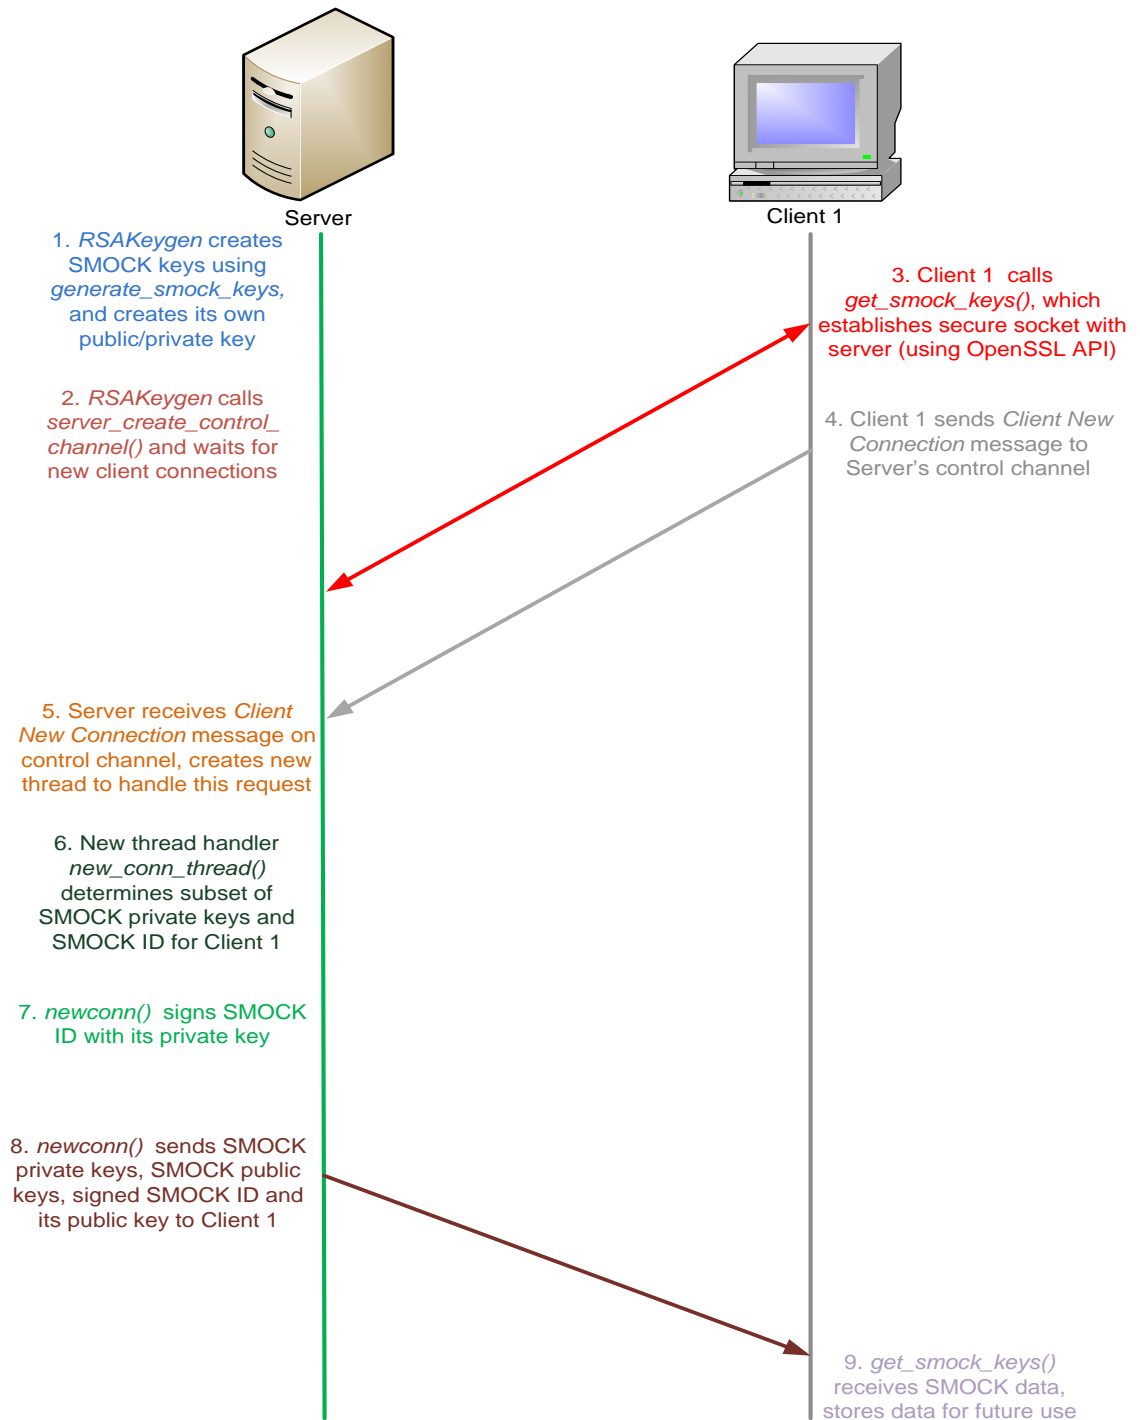 Server
Client 1
1. RSAKeygen creates
SMOCK keys using
generate_smock_keys,
and creates its own
public/private key
3. Client 1 calls
get_smock_keys(), which
establishes secure socket with
server (using OpenSSL API)
2. RSAKeygen calls
server_create_control_
channel() and waits for
new client connections
4. Client 1 sends Client New
Connection message to
Server's control channel
5. Server receives Client
New Connection message on
control channel, creates new
thread to handle this request
6. New thread handler
new_conn_thread()
determines subset of
SMOCK private keys and
SMOCK ID for Client 1
7. newconn() signs SMOCK
ID with its private key
8. newconn() sends SMOCK
private keys, SMOCK public
keys, signed SMOCK ID and
its public key to Client 1
9. get_smock_keys()
receives SMOCK data,
stores data for future use